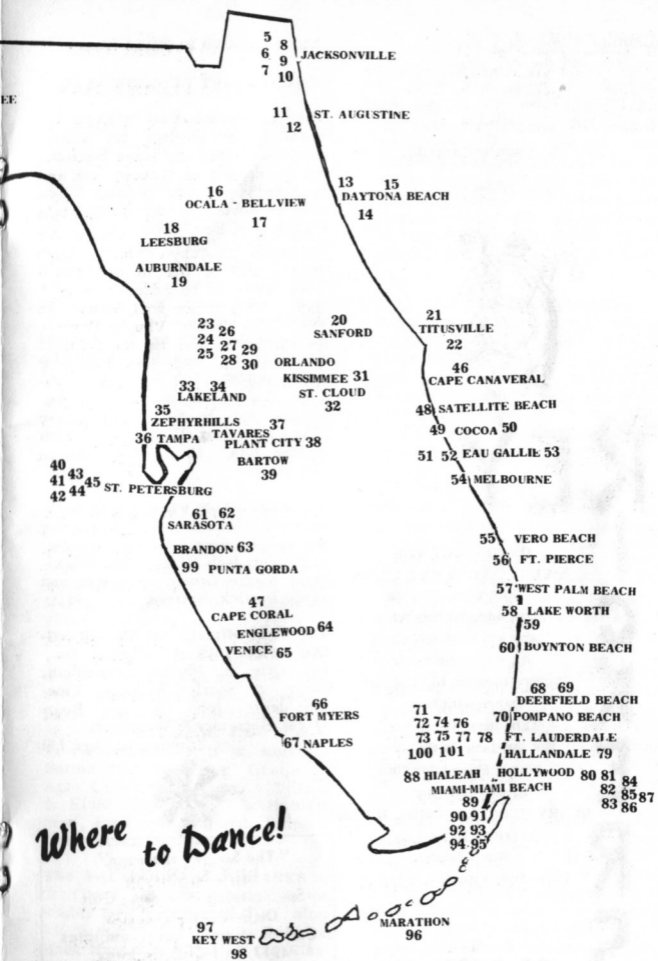 5 8
6 9 JACKSONVILLE
7 10
EE
11 ST. AUGUSTINE
12
13 15
DAYTONA BEACH
14
16
OCALA - BELLVIEW
17
18
LEESBURG
AUBURNDALE
19
20
SANFORD
21
TITUSVILLE
22
23 26
24 27 29
25 28 30
ORLANDO
KISSIMMEE 31
ST. CLOUD
32
46
CAPE CANAVERAL
33 34
LAKELAND
35
ZEPHYRHILLS
36 TAMPA
37
TAVARES
PLANT CITY 38
BARTOW
39
48 SATELLITE BEACH
49 COCOA 50
51 52 EAU GALLIE 53
54 MELBOURNE
40 43
41 44 45 ST. PETERSBURG
42
61 62
SARASOTA
BRANDON 63
99 PUNTA GORDA
55 VERO BEACH
56 FT. PIERCE
57 WEST PALM BEACH
58 LAKE WORTH
59
60 BOYNTON BEACH
47
CAPE CORAL
ENGLEWOOD 64
VENICE 65
66
FORT MYERS
67 NAPLES
68 69
DEERFIELD BEACH
70 POMPANO BEACH
71
72 74 76
73 75 77 78 FT. LAUDERDALE
100 101
HALLANDALE 79
88 HIALEAH
HOLLYWOOD 80 81 84
82 85 87
83 86
MIAMI-MIAMI BEACH
89
90 91
92 93
94 95
Where to Dance!
97
KEY WEST
98
MARATHON
96